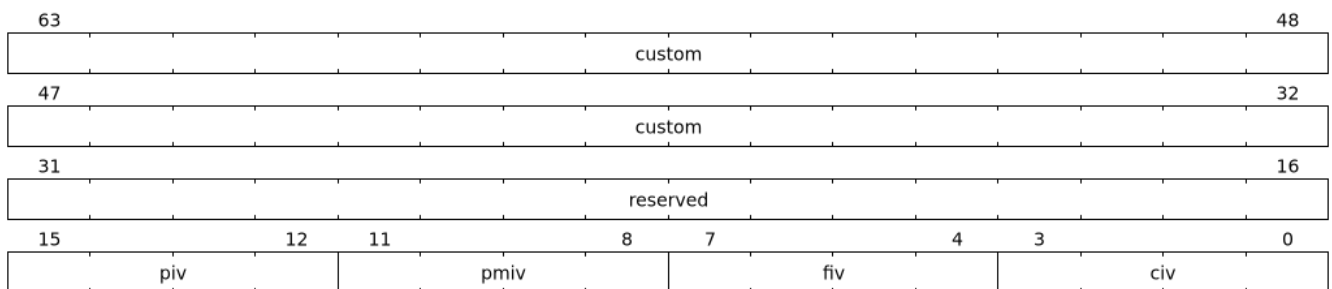 63 48
custom
47 32
custom
31 16
reserved
15 12 11 8 7 4 3 0
piv pmiv fiv civ